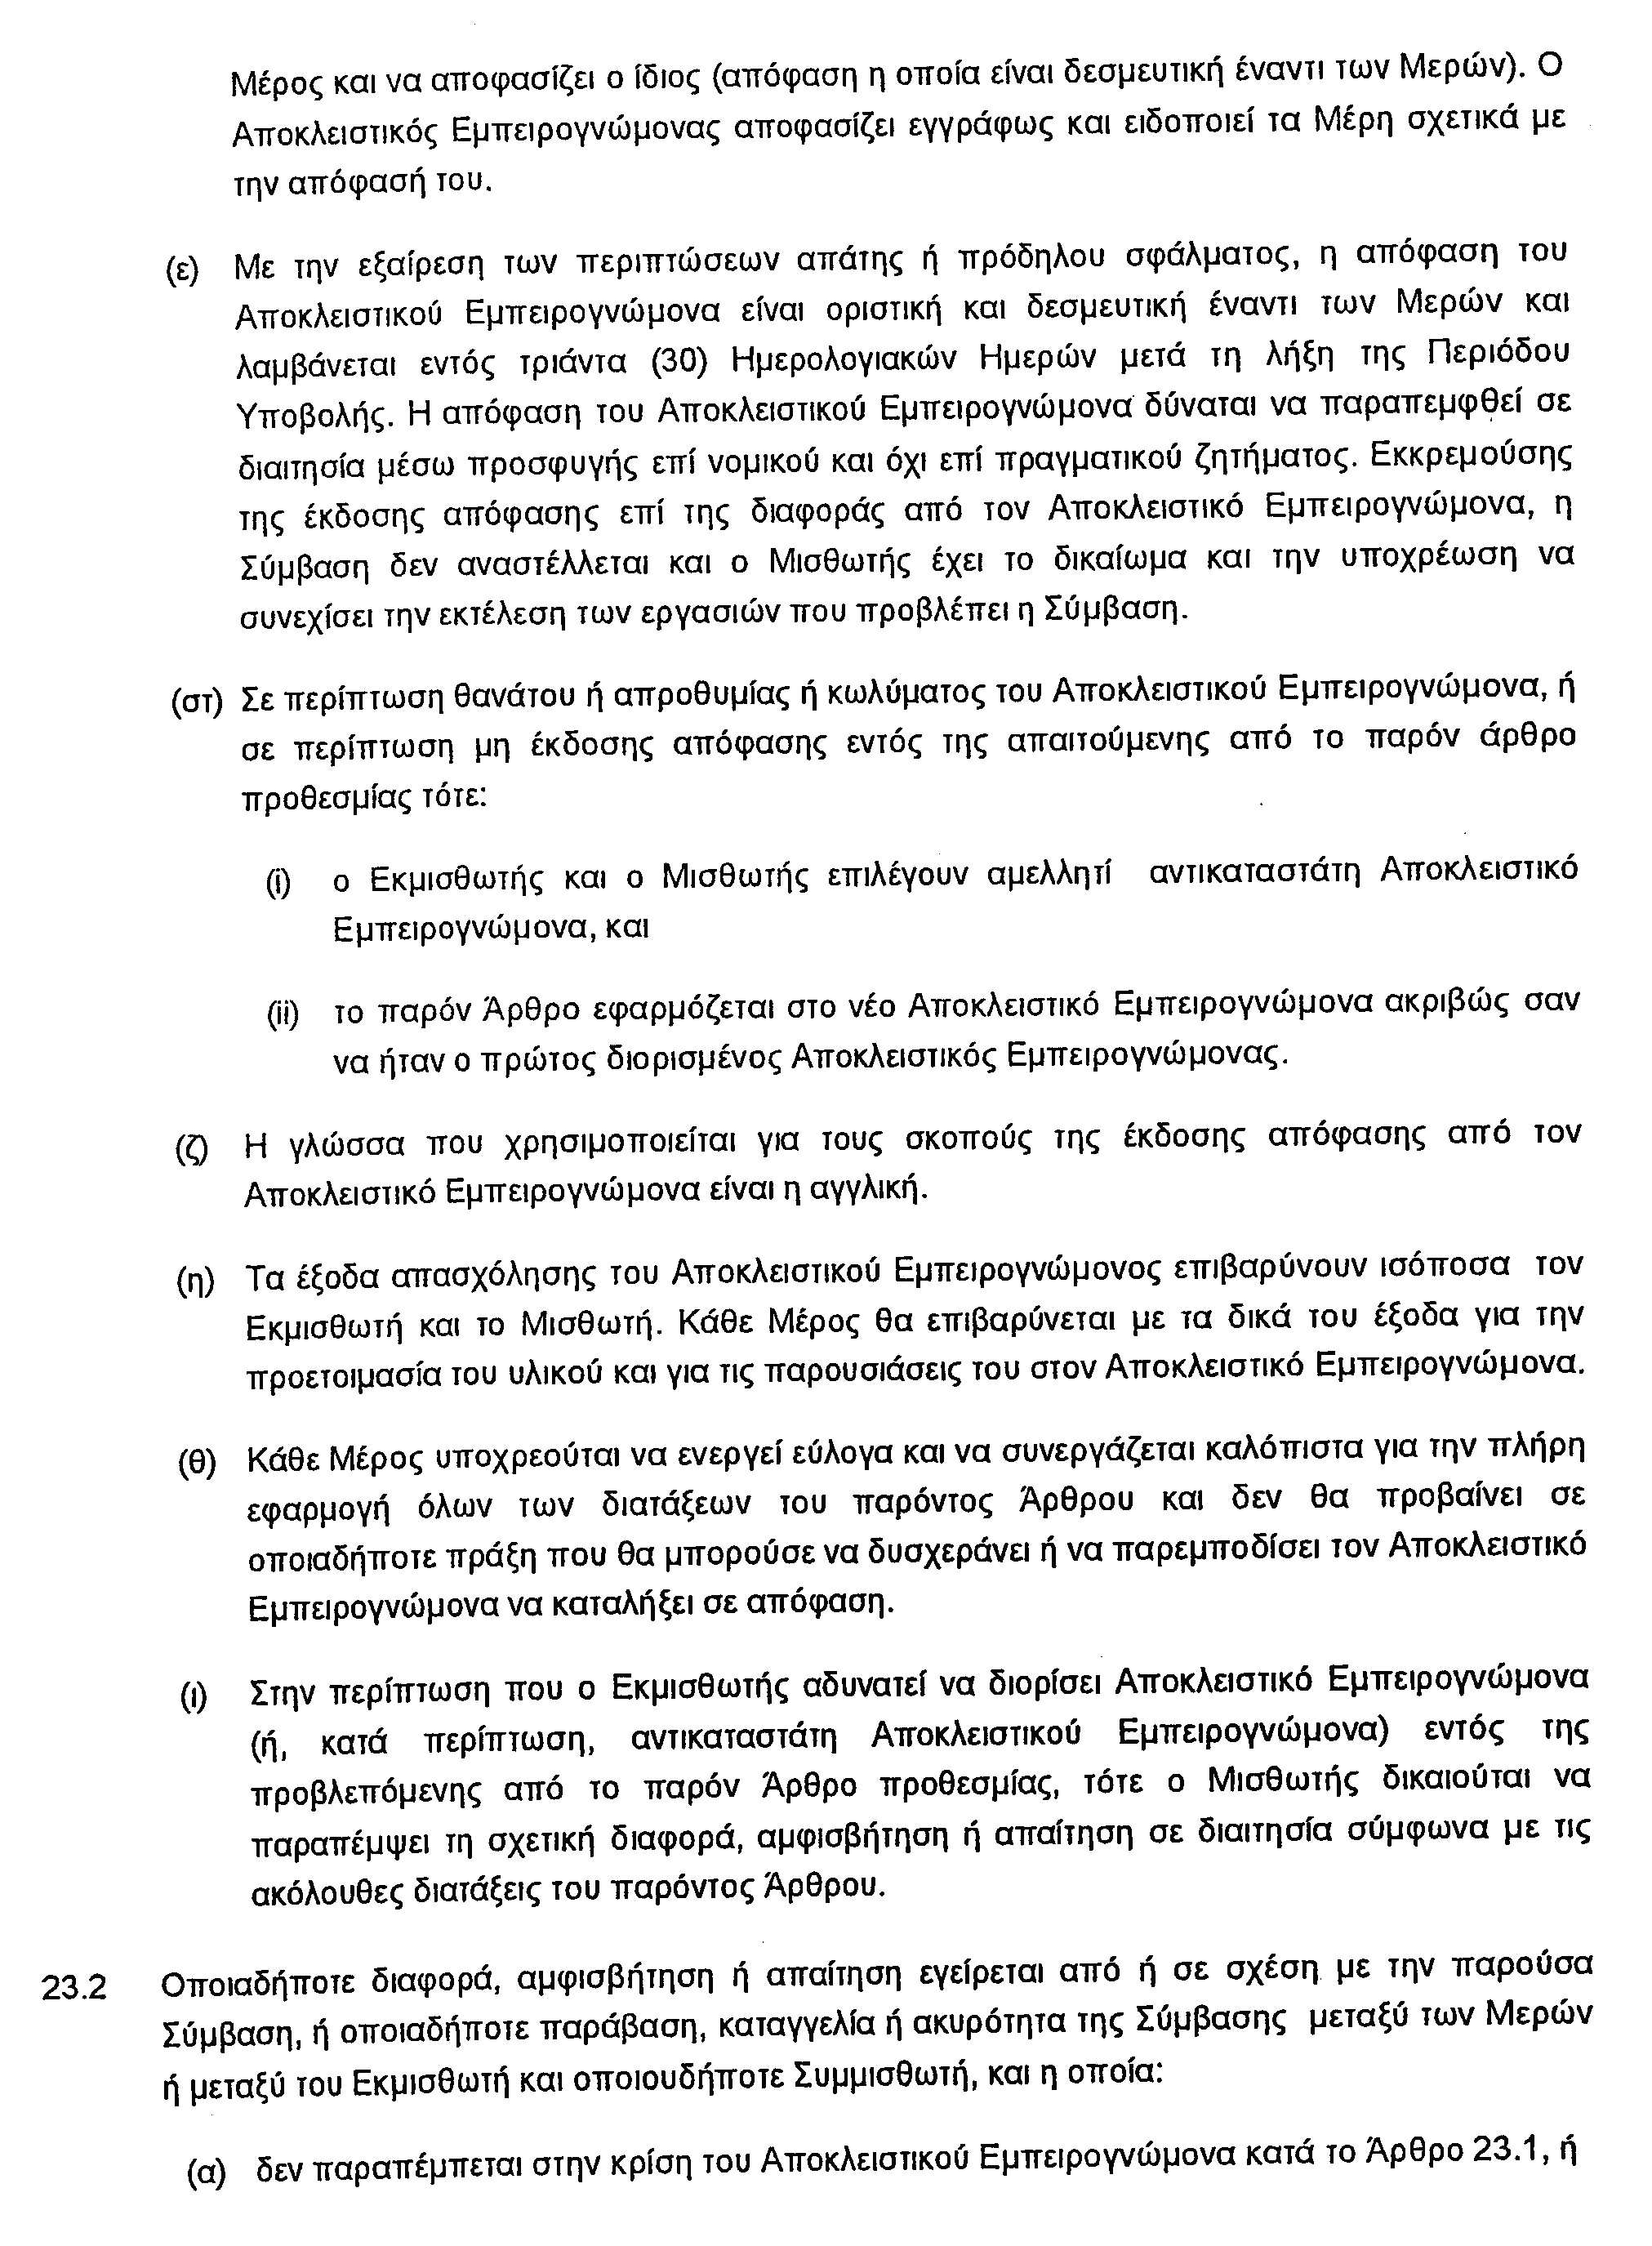 Μέρος και να αποφασίζει ο ίδιος (απόφαση η οποία είναι δεσμευτική έναντι των Μερών). Ο
Αποκλειστικός Εμπειρογνώμονας αποφασίζει εγγράφως και ειδοποιεί τα Μέρη σχετικά με
την απόφασή του.
(ε) Με την εξαίρεση των περιπτώσεων απάτης ή πρόδηλου σφάλματος, η απόφαση του
Αποκλειστικού Εμπειρογνώμονα είναι οριστική και δεσμευτική έναντι των Μερών και
λαμβάνεται εντός τριάντα (30) Ημερολογιακών Ημερών μετά τη λήξη της Περιόδου
Υποβολής. Η απόφαση του Αποκλειστικού Εμπειρογνώμονα δύναται να παραπεμφθεί σε
διαιτησία μέσω προσφυγής επί νομικού και όχι επί πραγματικού ζητήματος. Εκκρεμούσης
της έκδοσης απόφασης επί της διαφοράς από τον Αποκλειστικό Εμπειρογνώμονα, η
Σύμβαση δεν αναστέλλεται και ο Μισθωτής έχει το δικαίωμα και την υποχρέωση να
συνεχίσει την εκτέλεση των εργασιών που προβλέπει η Σύμβαση.
(στ) Σε περίπτωση θανάτου ή απροθυμίας ή κωλύματος του Αποκλειστικού Εμπειρογνώμονα, ή
σε περίπτωση μη έκδοσης απόφασης εντός της απαιτούμενης από το παρόν άρθρο
προθεσμίας τότε:
(i) ο Εκμισθωτής και ο Μισθωτής επιλέγουν αμελλητί αντικαταστάτη Αποκλειστικό
Εμπειρογνώμονα, και
(ii) το παρόν Άρθρο εφαρμόζεται στο νέο Αποκλειστικό Εμπειρογνώμονα ακριβώς σαν
να ήταν ο πρώτος διορισμένος Αποκλειστικός Εμπειρογνώμονας.
(ζ) Η γλώσσα που χρησιμοποιείται για τους σκοπούς της έκδοσης απόφασης από τον
Αποκλειστικό Εμπειρογνώμονα είναι η αγγλική.
(η) Τα έξοδα απασχόλησης του Αποκλειστικού Εμπειρογνώμονος επιβαρύνουν ισόποσα τον
Εκμισθωτή και το Μισθωτή. Κάθε Μέρος θα επιβαρύνεται με τα δικά του έξοδα για την
προετοιμασία του υλικού και για τις παρουσιάσεις του στον Αποκλειστικό Εμπειρογνώμονα.
(θ) Κάθε Μέρος υποχρεούται να ενεργεί εύλογα και να συνεργάζεται καλόπιστα για την πλήρη
εφαρμογή όλων των διατάξεων του παρόντος Άρθρου και δεν θα προβαίνει σε
οποιαδήποτε πράξη που θα μπορούσε να δυσχεράνει ή να παρεμποδίσει τον Αποκλειστικό
Εμπειρογνώμονα να καταλήξει σε απόφαση.
(ι) Στην περίπτωση που ο Εκμισθωτής αδυνατεί να διορίσει Αποκλειστικό Εμπειρογνώμονα
(ή, κατά περίπτωση, αντικαταστάτη Αποκλειστικού Εμπειρογνώμονα) εντός της
προβλεπόμενης από το παρόν Άρθρο προθεσμίας, τότε ο Μισθωτής δικαιούται να
παραπέμψει τη σχετική διαφορά, αμφισβήτηση ή απαίτηση σε διαιτησία σύμφωνα με τις
ακόλουθες διατάξεις του παρόντος Άρθρου.
23.2 Οποιαδήποτε διαφορά, αμφισβήτηση ή απαίτηση εγείρεται από ή σε σχέση με την παρούσα
Σύμβαση, ή οποιαδήποτε παράβαση, καταγγελία ή ακυρότητα της Σύμβασης μεταξύ των Μερών
ή μεταξύ του Εκμισθωτή και οποιουδήποτε Συμμισθωτή, και η οποία:
(α) δεν παραπέμπεται στην κρίση του Αποκλειστικού Εμπειρογνώμονα κατά το Άρθρο 23.1, ή